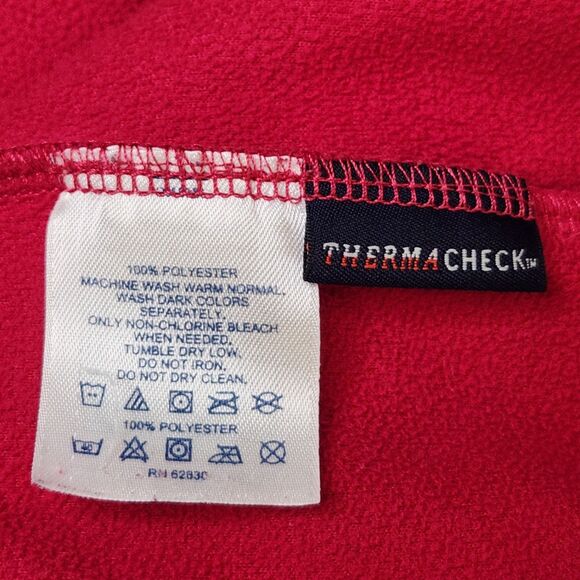 100% POLYESTER
MACHINE WASH WARM NORMAL.
WASH DARK COLORS
SEPARATELY.
ONLY NON-CHLORINE BLEACH
WHEN NEEDED.
TUMBLE DRY LOW.
DO NOT IRON.
DO NOT DRY CLEAN.
40
100% POLYESTER
RN 62830
THERMACHECK™